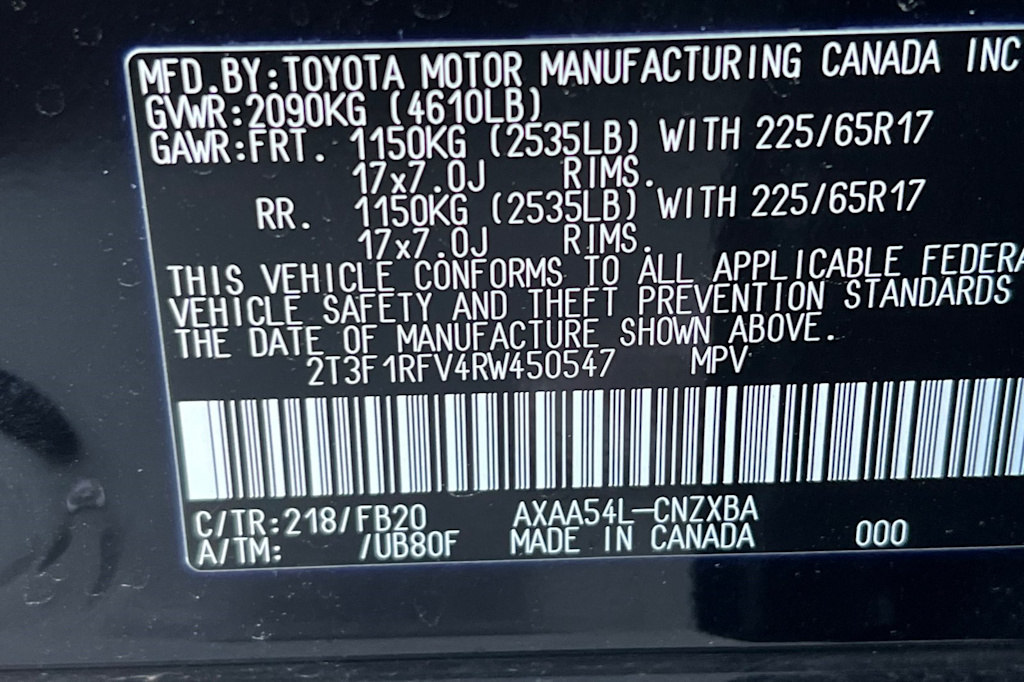 MFD.BY:TOYOTA MOTOR MANUFACTURING CANADA INC
GVWR:2090KG (4610LB)
GAWR:FRT. 1150KG (2535LB) WITH 225/65R17
17x7.0J RIMS.
RR. 1150KG (2535LB) WITH 225/65R17
17x7.0J RIMS.
THIS VEHICLE CONFORMS TO ALL APPLICABLE FEDERA
VEHICLE SAFETY AND THEFT PREVENTION STANDARDS
THE DATE OF MANUFACTURE SHOWN ABOVE.
2T3F1RFV4RW450547 MPV
C/TR:218/FB20 AXAA54L-CNZXBA
A/TM: /UB80F MADE IN CANADA 000